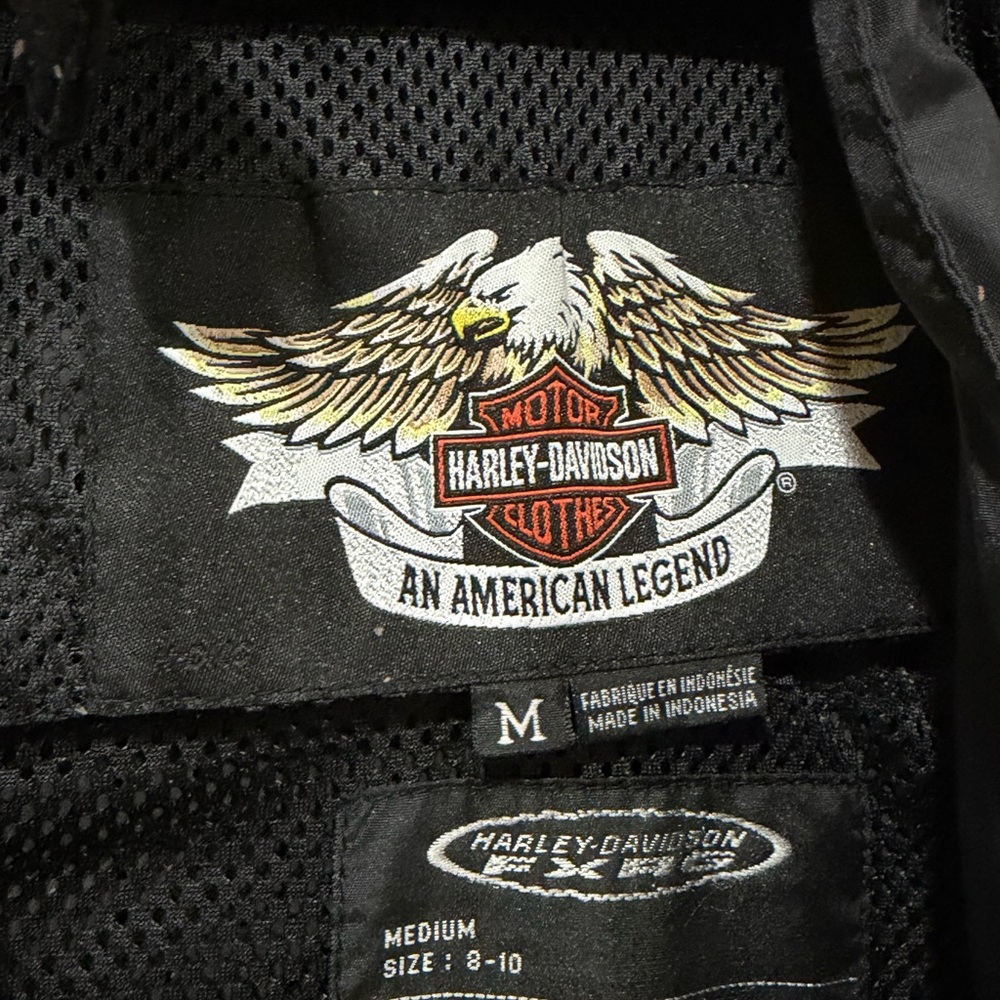 MOTOR
HARLEY-DAVIDSON
CLOTHES
®
AN AMERICAN LEGEND
M
FABRIQUE EN INDONÉSIE
MADE IN INDONESIA
HARLEY-DAVIDSON
FXRG
MEDIUM
SIZE : 8-10